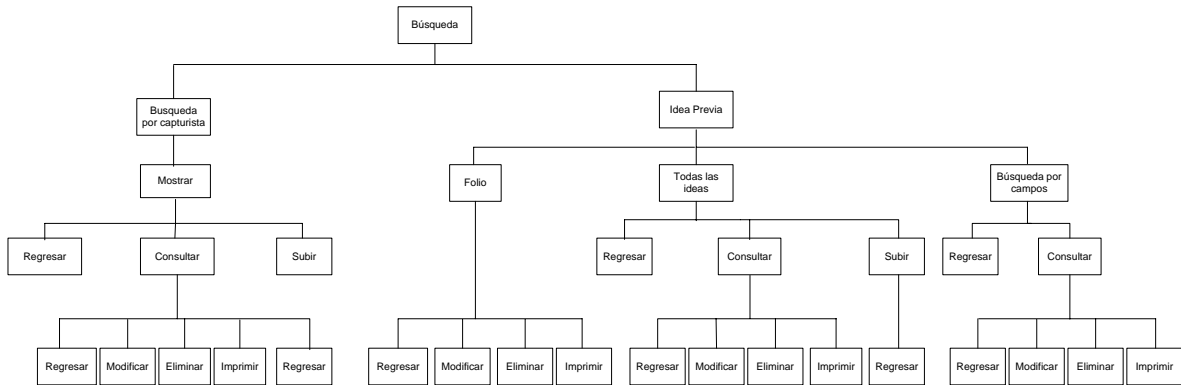 Búsqueda
Busqueda
por capturista
Idea Previa
Mostrar
Folio
Todas las
ideas
Búsqueda por
campos
Regresar
Consultar
Subir
Regresar
Consultar
Subir
Regresar
Consultar
Regresar
Modificar
Eliminar
Imprimir
Regresar
Regresar
Modificar
Eliminar
Imprimir
Regresar
Modificar
Eliminar
Imprimir
Regresar
Regresar
Modificar
Eliminar
Imprimir